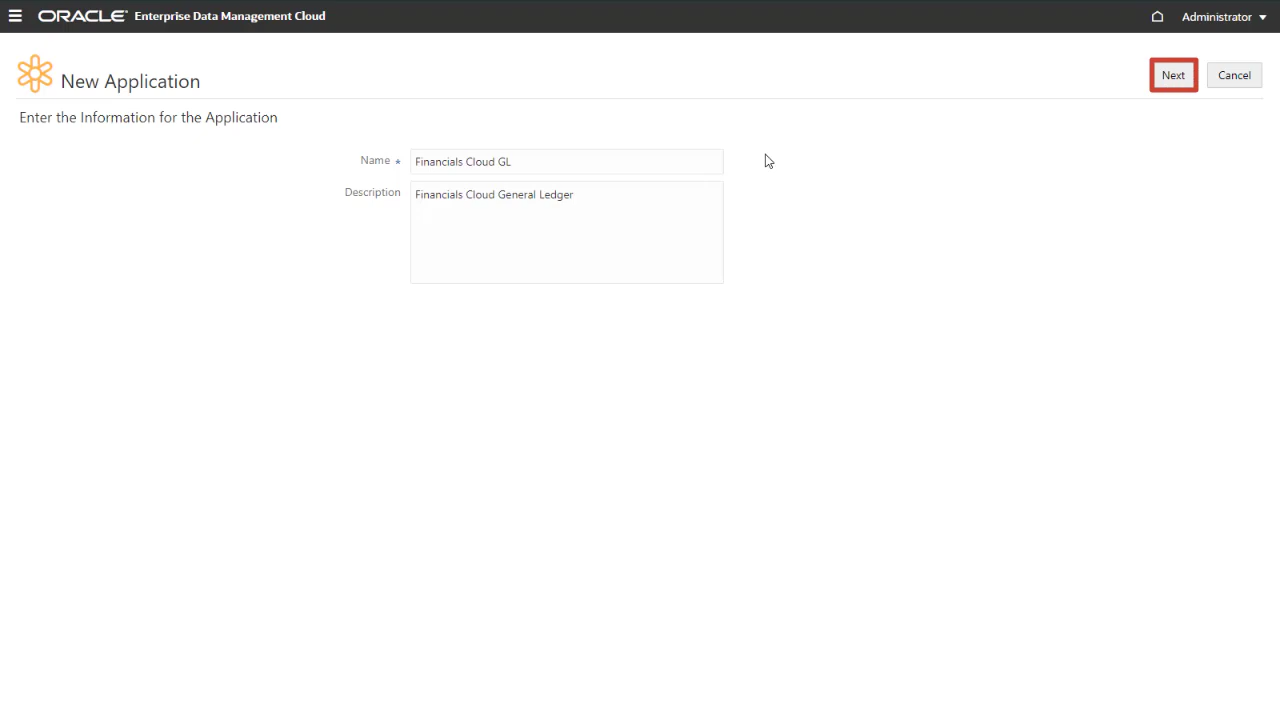 ORACLE Enterprise Data Management Cloud
Administrator
New Application
Next
Cancel
Enter the Information for the Application
Name *
Financials Cloud GL
Description
Financials Cloud General Ledger